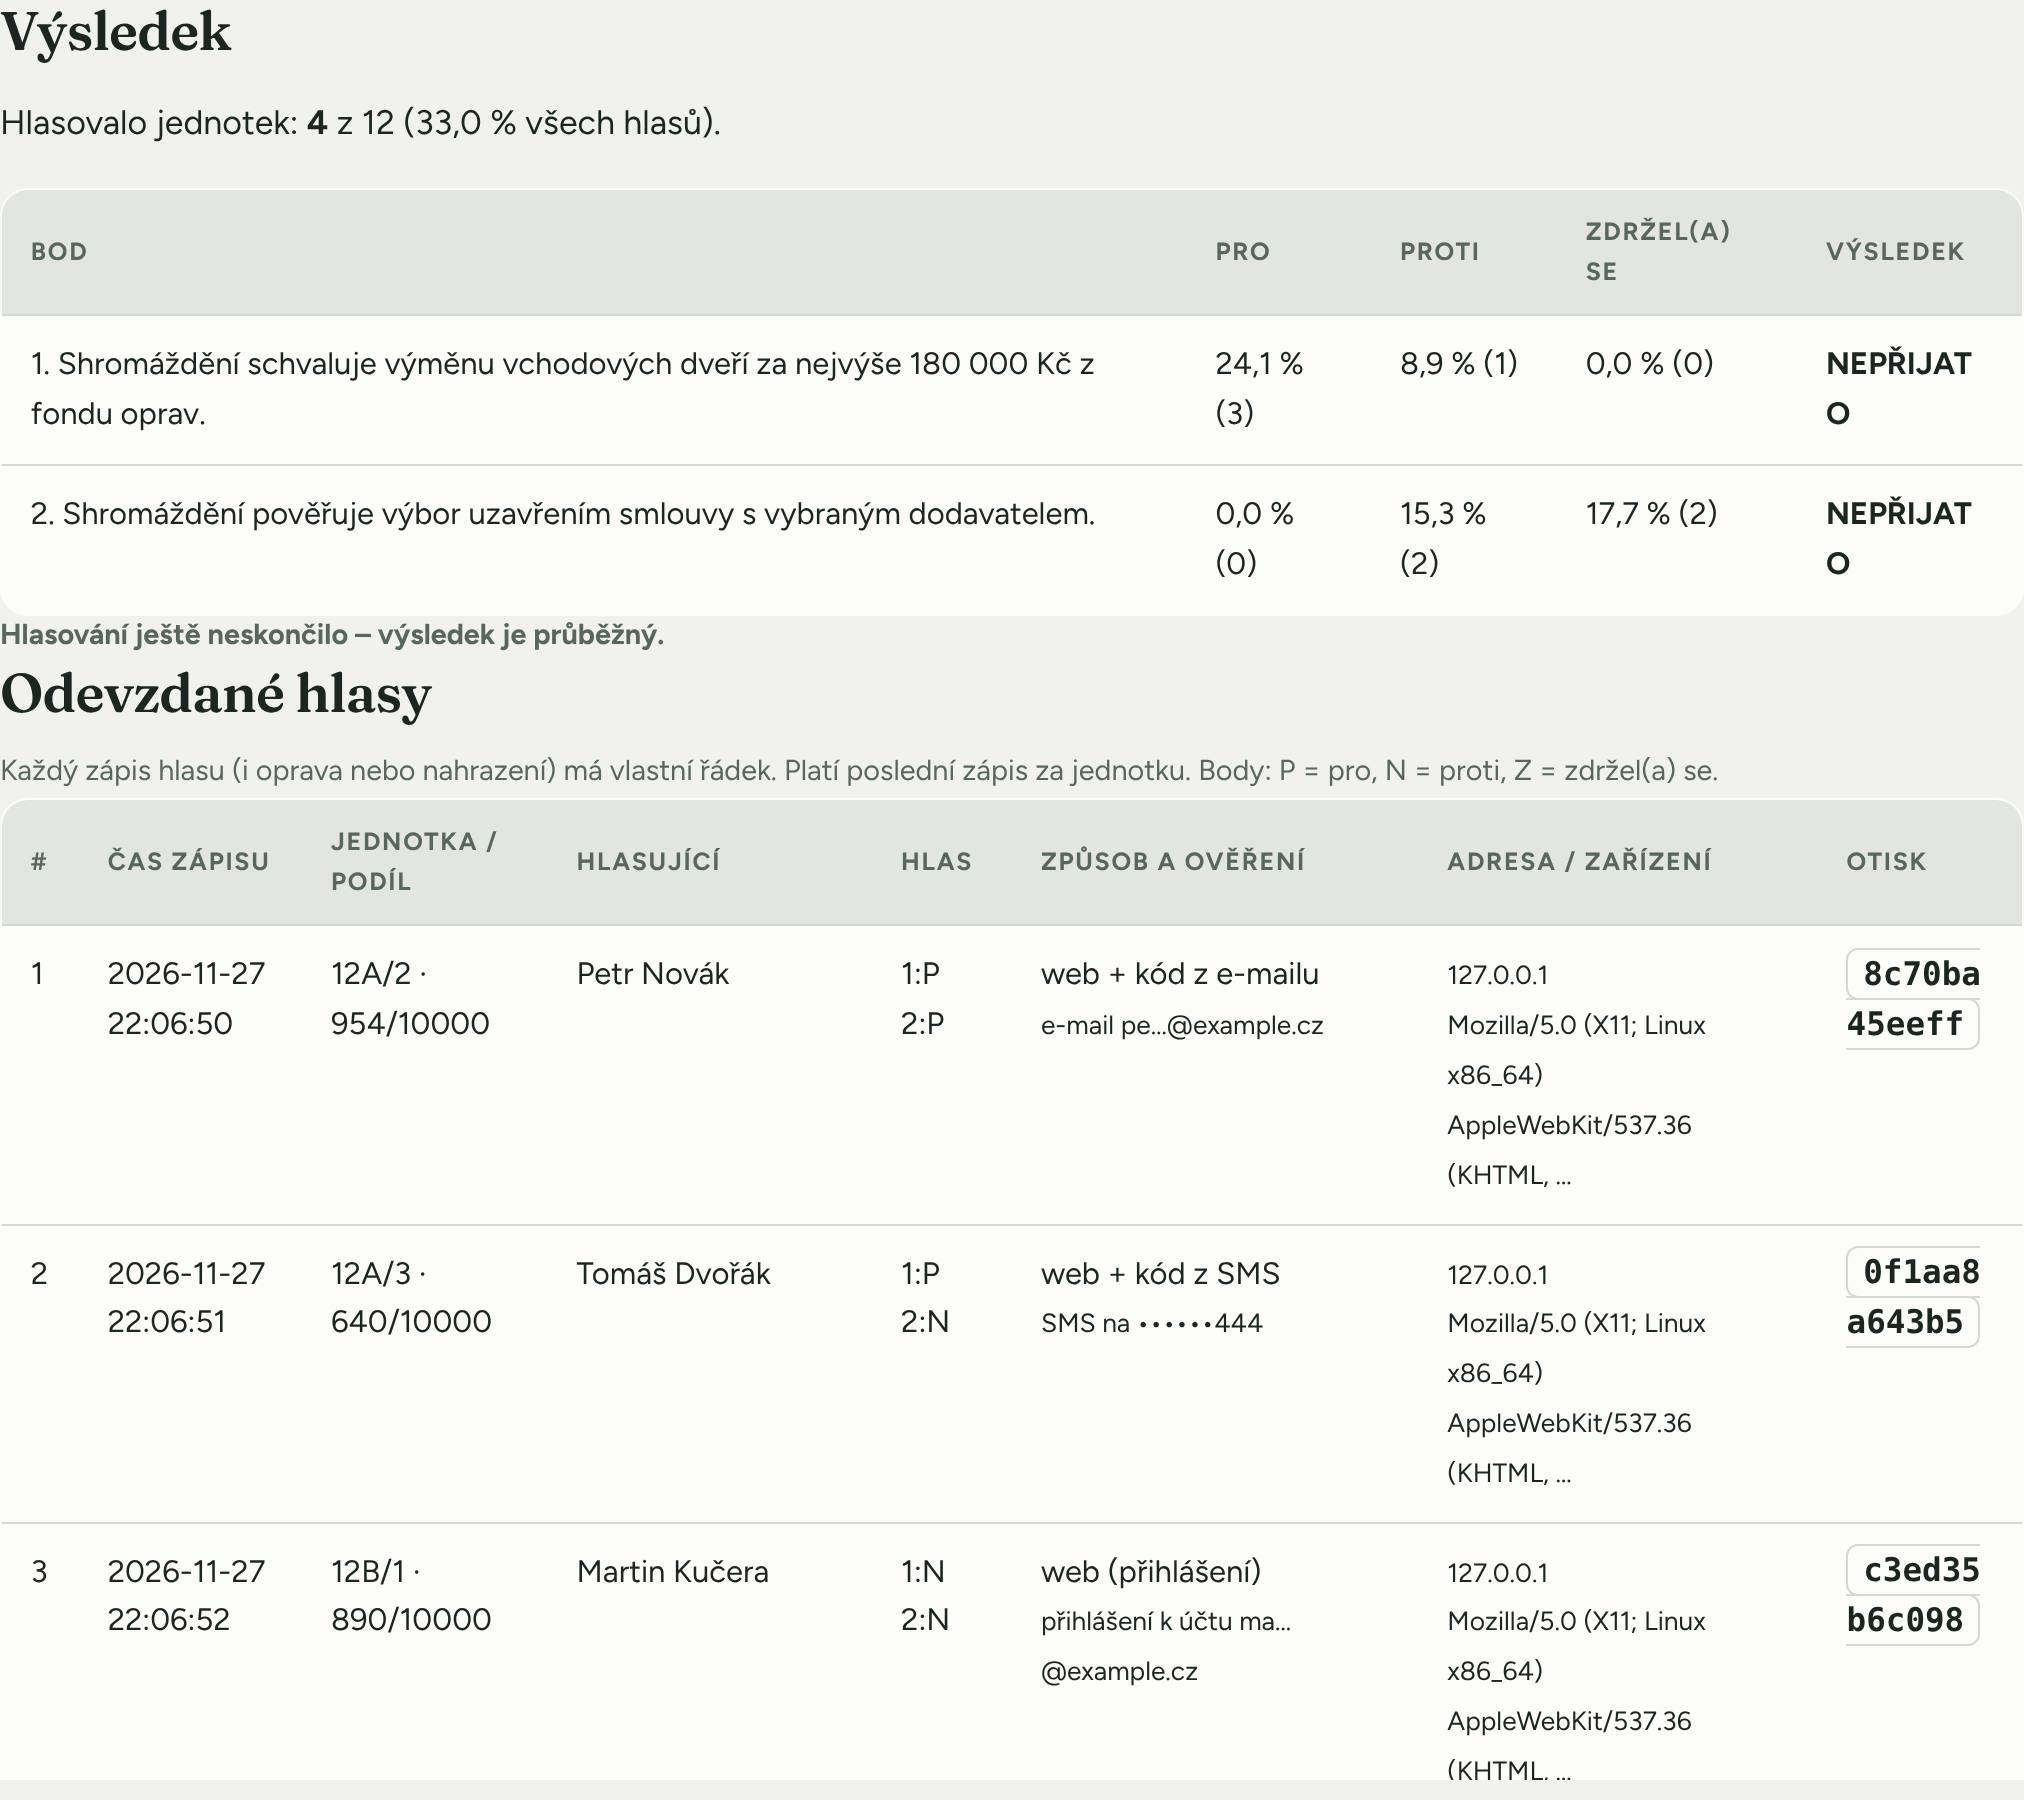 Výsledek
Hlasovalo jednotek: 4 z 12 (33,0 % všech hlasů).
BOD PRO PROTI ZDRŽEL(A) SE VÝSLEDEK
1. Shromáždění schvaluje výměnu vchodových dveří za nejvýše 180 000 Kč z 24,1 % 8,9 % (1) 0,0 % (0) NEPŘIJAT
fondu oprav. (3) O
2. Shromáždění pověřuje výbor uzavřením smlouvy s vybraným dodavatelem. 0,0 % 15,3 % 17,7 % (2) NEPŘIJAT
(0) (2) O
Hlasování ještě neskončilo – výsledek je průběžný.
Odevzdané hlasy
Každý zápis hlasu (i oprava nebo nahrazení) má vlastní řádek. Platí poslední zápis za jednotku. Body: P = pro, N = proti, Z = zdržel(a) se.
# ČAS ZÁPISU JEDNOTKA / PODÍL HLASUJÍCÍ HLAS ZPŮSOB A OVĚŘENÍ ADRESA / ZAŘÍZENÍ OTISK
1 2026-11-27 12A/2 · Petr Novák 1:P web + kód z e-mailu 127.0.0.1 8c70ba
22:06:50 954/10000 2:P e-mail pe…@example.cz Mozilla/5.0 (X11; Linux 45eeff
x86_64)
AppleWebKit/537.36
(KHTML, …
2 2026-11-27 12A/3 · Tomáš Dvořák 1:P web + kód z SMS 127.0.0.1 0f1aa8
22:06:51 640/10000 2:N SMS na ••••••444 Mozilla/5.0 (X11; Linux a643b5
x86_64)
AppleWebKit/537.36
(KHTML, …
3 2026-11-27 12B/1 · Martin Kučera 1:N web (přihlášení) 127.0.0.1 c3ed35
22:06:52 890/10000 2:N přihlášení k účtu ma… Mozilla/5.0 (X11; Linux b6c098
@example.cz x86_64)
AppleWebKit/537.36
(KHTML, …